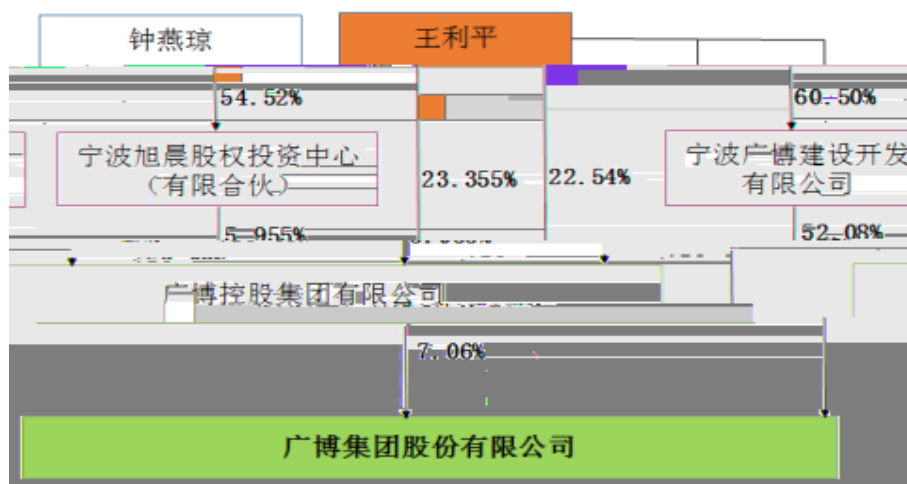 钟燕琼
王利平
54.52%
60.50%
宁波旭晨股权投资中心
（有限合伙）
23.355%
22.54%
宁波广博建设开发
有限公司
5.955%
52.08%
广博控股集团有限公司
7.06%
广博集团股份有限公司